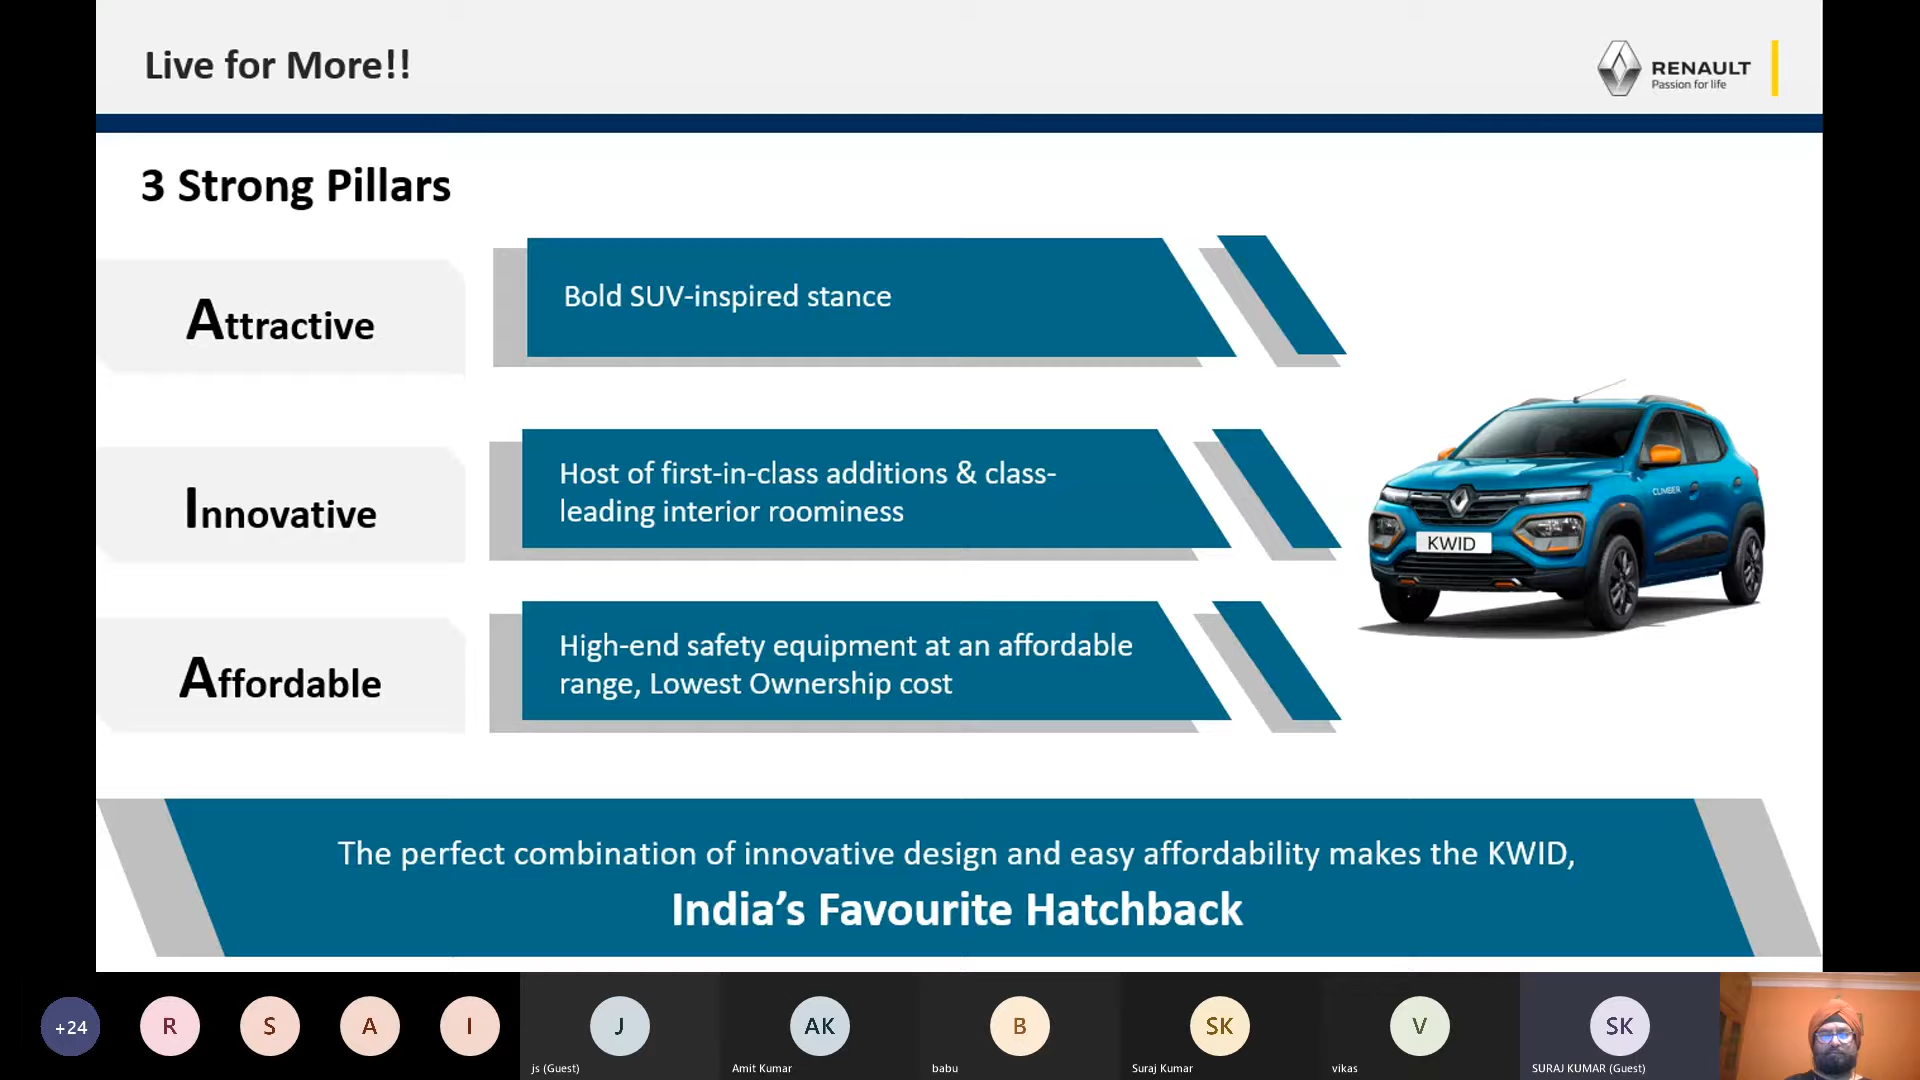 Live for More!!
RENAULT
Passion for life
3 Strong Pillars
Attractive
Bold SUV-inspired stance
Innovative
Host of first-in-class additions & class-
leading interior roominess
Affordable
High-end safety equipment at an affordable
range, Lowest Ownership cost
CLIMBER
KWID
The perfect combination of innovative design and easy affordability makes the KWID,
India’s Favourite Hatchback
+24
R
S
A
I
J
js (Guest)
AK
Amit Kumar
B
babu
SK
Suraj Kumar
V
vikas
SK
SURAJ KUMAR (Guest)